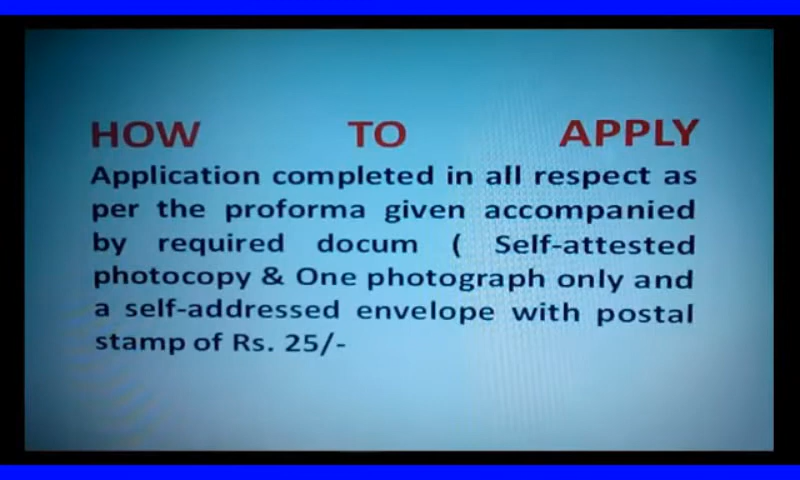 HOW TO APPLY
Application completed in all respect as
per the proforma given accompanied
by required docum ( Self-attested
photocopy & One photograph only and
a self-addressed envelope with postal
stamp of Rs. 25/-